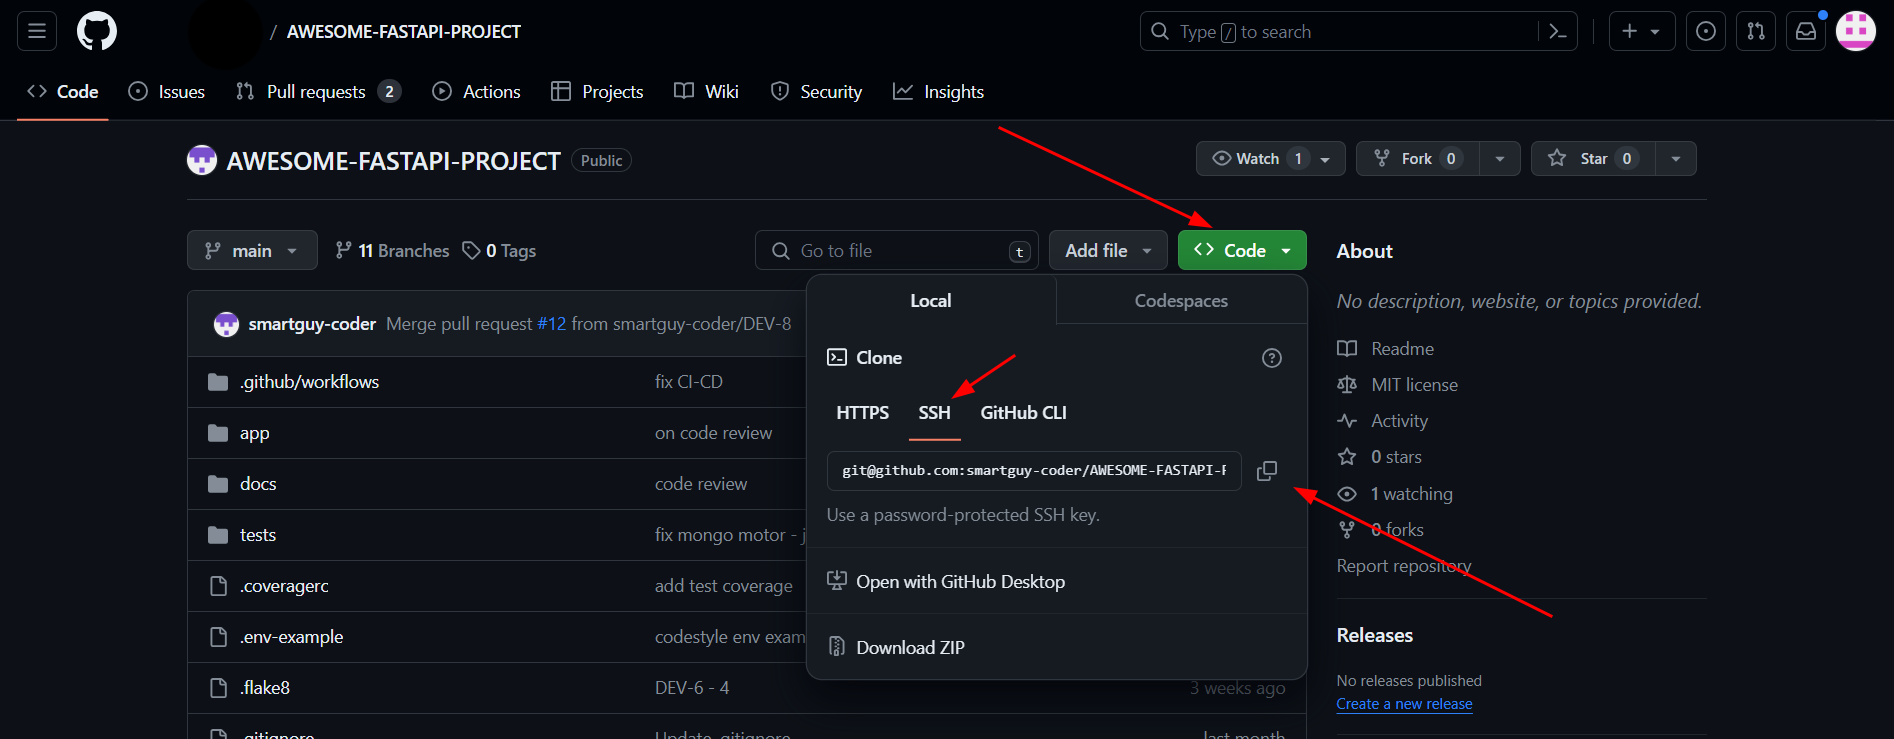 / AWESOME-FASTAPI-PROJECT
Type / to search
Code Issues Pull requests 2 Actions Projects Wiki Security Insights
AWESOME-FASTAPI-PROJECT Public
Watch 1 Fork 0 Star 0
main 11 Branches 0 Tags Go to file t Add file Code
About
Local Codespaces
No description, website, or topics provided.
smartguy-coder Merge pull request #12 from smartguy-coder/DEV-8
Readme
Clone
.github/workflows fix CI-CD
MIT license
HTTPS SSH GitHub CLI
Activity
app on code review
0 stars
git@github.com:smartguy-coder/AWESOME-FASTAPI-
docs code review
1 watching
Use a password-protected SSH key.
0 forks
tests fix mongo motor - j
Report repository
Open with GitHub Desktop
.coveragerc add test coverage
Releases
.env-example codestyle env exam
Download ZIP
No releases published
.flake8 DEV-6 - 4 3 weeks ago
Create a new release
.gitignore Update .gitignore last month